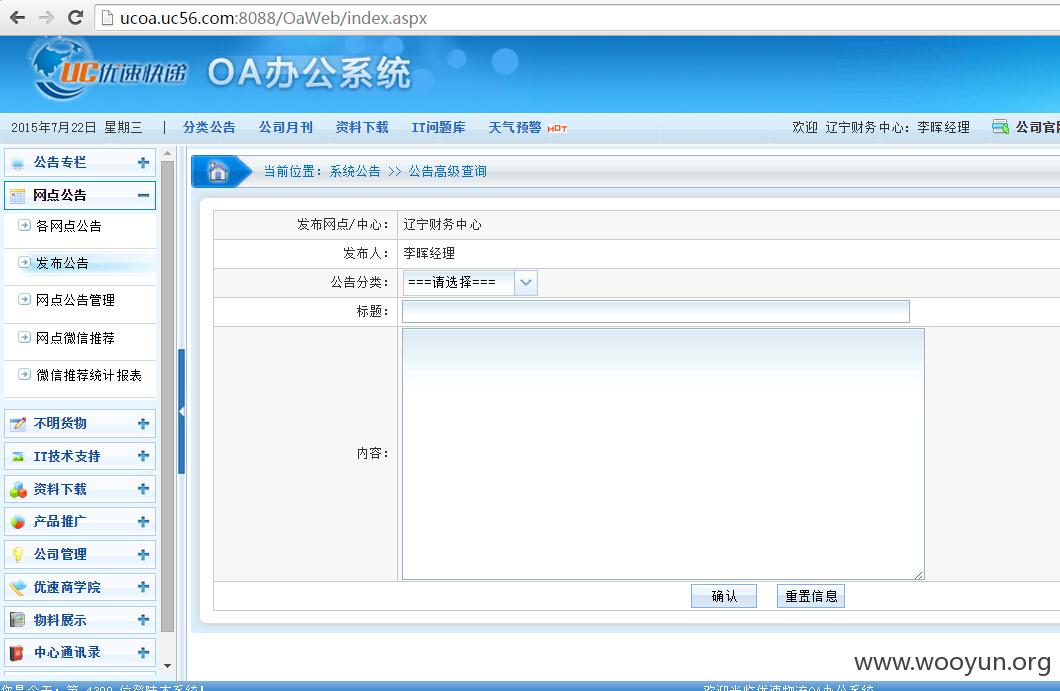 ucoa.uc56.com:8088/OaWeb/index.aspx
UC优速快递 OA办公系统
2015年7月22日 星期三 | 分类公告 公司月刊 资料下载 IT问题库 天气预警 HOT 欢迎 辽宁财务中心: 李晖经理 公司官
公告专栏
网点公告
各网点公告
发布公告
网点公告管理
网点微信推荐
微信推荐统计报表
不明货物
IT技术支持
资料下载
产品推广
公司管理
优速商学院
物料展示
中心通讯录
当前位置: 系统公告 >> 公告高级查询
发布网点/中心: 辽宁财务中心
发布人: 李晖经理
公告分类: ===请选择===
标题:
内容:
确认 重置信息
www.wooyun.org